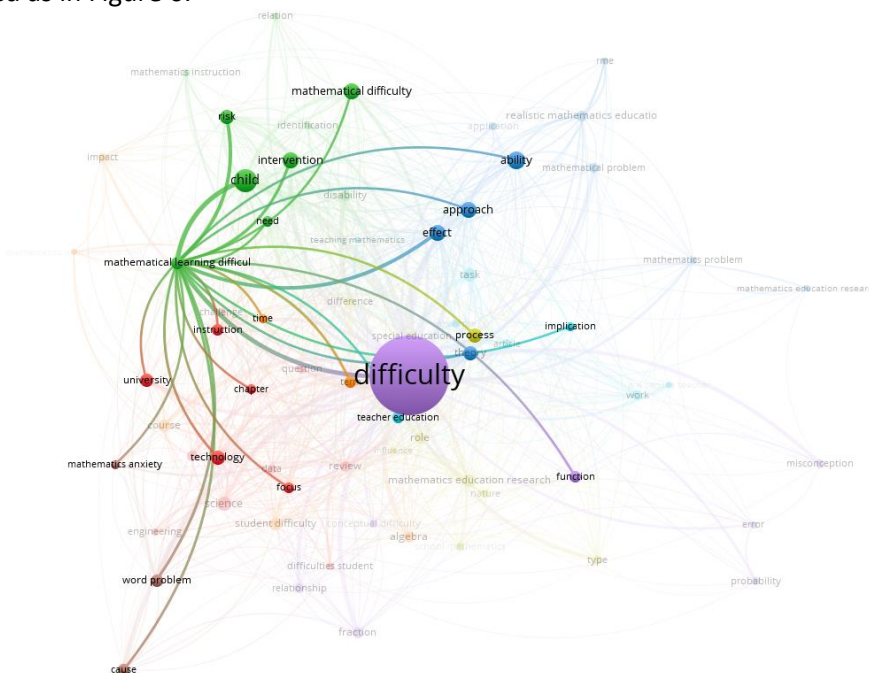 relation
rme
mathematics instruction
mathematical difficulty
realistic mathematics educatio
risk
identification
application
impact
intervention
ability
mathematical problem
child
disability
approach
need
effect
teaching mathematics
mathematical learning difficul
mathematics problem
task
mathematics education resear
difference
challenge
time
instruction
implication
special education
process
article
theory
question
difficulty
university
term
chapter
work
teacher education
course
role
mathematics anxiety
technology
data
review
misconception
mathematics education research
function
focus
nature
science
student difficulty
conceptual difficulty
error
engineering
algebra
type
difficulties student
word problem
relationship
probability
fraction
cause